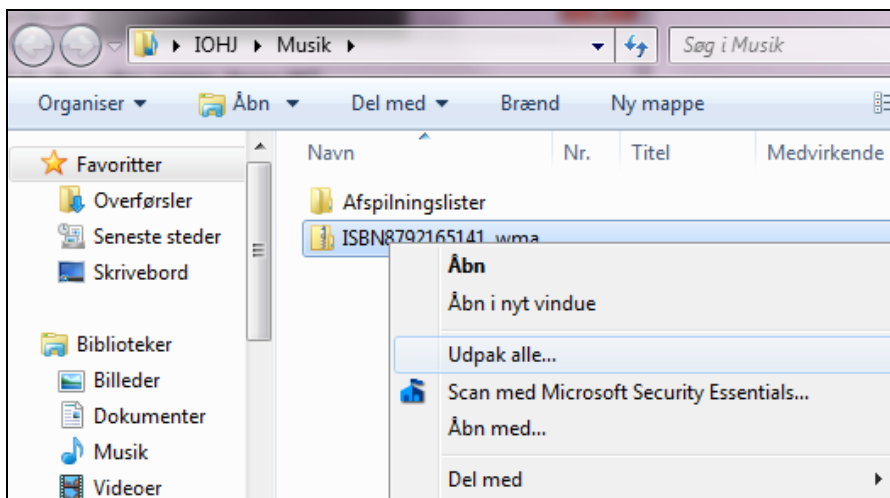 IOHJ Musik Søg i Musik
Organiser Åbn Del med Brænd Ny mappe
Favoritter
Overførsler
Seneste steder
Skrivebord
Biblioteker
Billeder
Dokumenter
Musik
Videoer
Navn Nr. Titel Medvirkende
Afspilningslister
ISBN8792165141_wma
Åbn
Åbn i nyt vindue
Udpak alle...
Scan med Microsoft Security Essentials...
Åbn med...
Del med